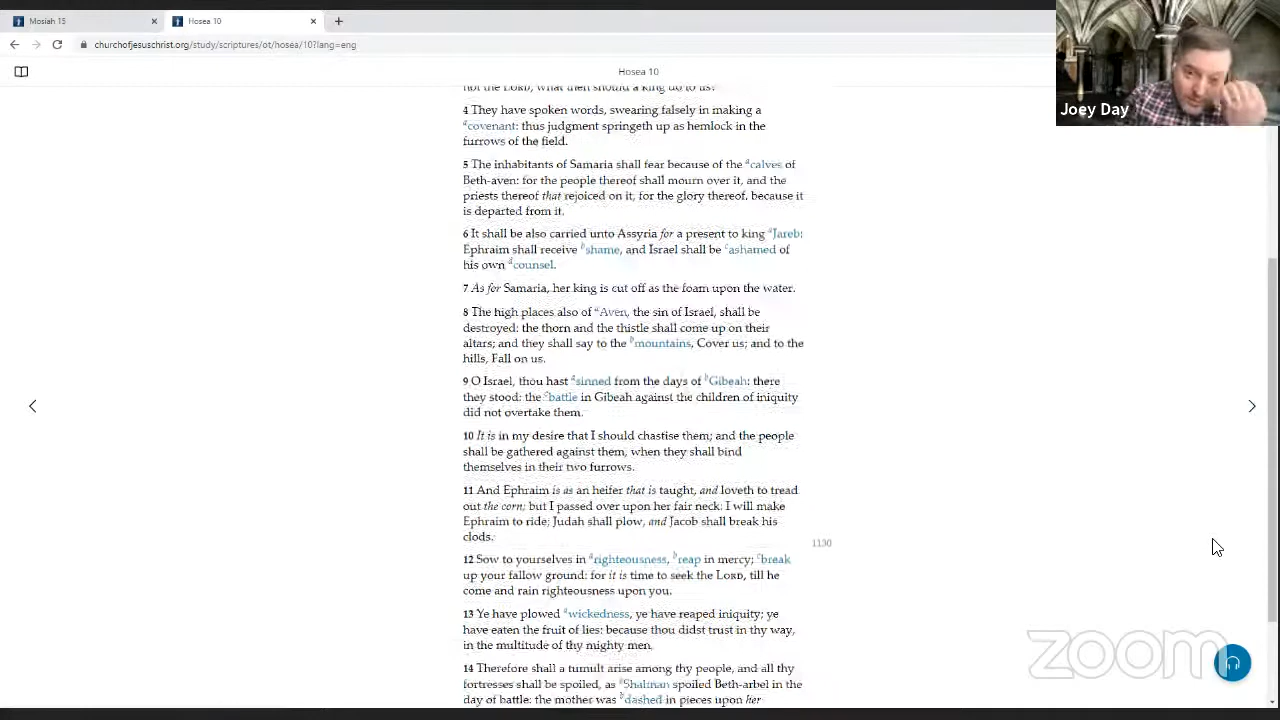 Mosiah 15
Hosea 10
churchofjesuschrist.org/study/scriptures/ot/hosea/10?lang=eng
Hosea 10
Joey Day
not the LORD, what then should a king do to us?
4 They have spoken words, swearing falsely in making a
a covenant: thus judgment springeth up as hemlock in the
furrows of the field.
5 The inhabitants of Samaria shall fear because of the a calves of
Beth-aven: for the people thereof shall mourn over it, and the
priests thereof that rejoiced on it, for the glory thereof, because it
is departed from it.
6 It shall be also carried unto Assyria for a present to king a Jareb:
Ephraim shall receive b shame, and Israel shall be c ashamed of
his own d counsel.
7 As for Samaria, her king is cut off as the foam upon the water.
8 The high places also of a Aven, the sin of Israel, shall be
destroyed: the thorn and the thistle shall come up on their
altars; and they shall say to the b mountains, Cover us; and to the
hills, Fall on us.
9 O Israel, thou hast a sinned from the days of b Gibeah: there
they stood: the c battle in Gibeah against the children of iniquity
did not overtake them.
10 It is in my desire that I should chastise them; and the people
shall be gathered against them, when they shall bind
themselves in their two furrows.
11 And Ephraim is as an heifer that is taught, and loveth to tread
out the corn; but I passed over upon her fair neck: I will make
Ephraim to ride; Judah shall plow, and Jacob shall break his
clods.
1130
12 Sow to yourselves in a righteousness, b reap in mercy; c break
up your fallow ground: for it is time to seek the LORD, till he
come and rain righteousness upon you.
13 Ye have plowed a wickedness, ye have reaped iniquity; ye
have eaten the fruit of lies: because thou didst trust in thy way,
in the multitude of thy mighty men.
14 Therefore shall a tumult arise among thy people, and all thy
fortresses shall be spoiled, as a Shalman spoiled Beth-arbel in the
day of battle: the mother was b dashed in pieces upon her
zoom